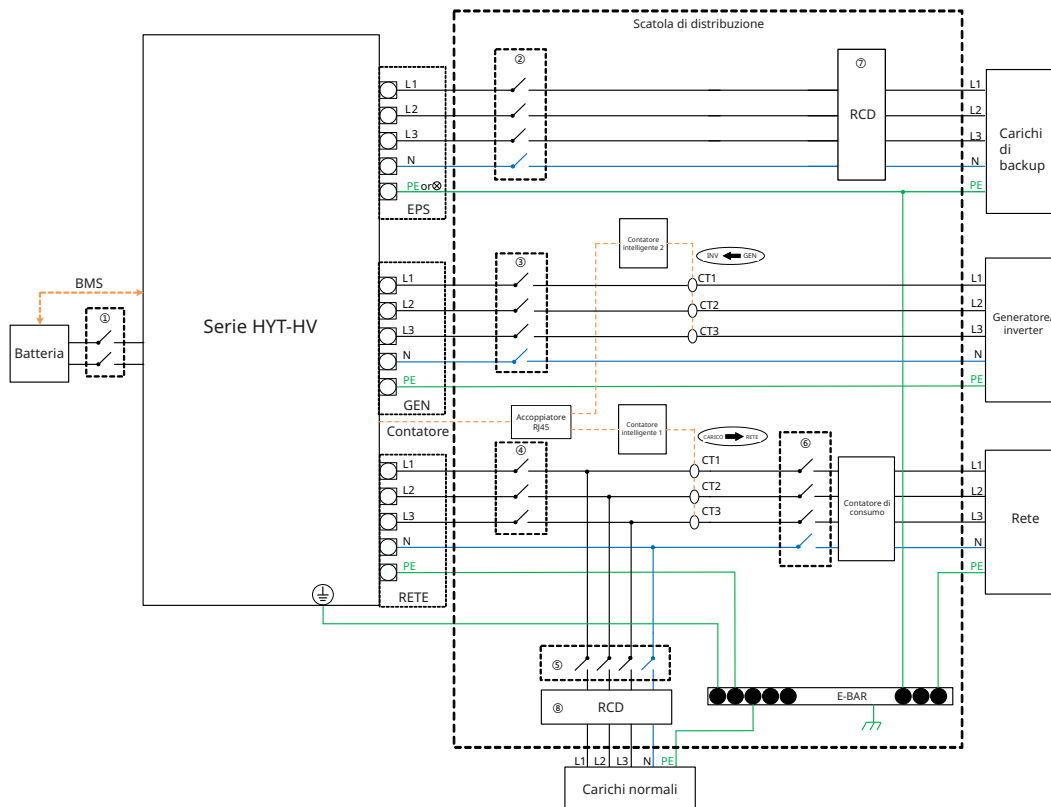 Scatola di distribuzione
②
⑦
L1
L2
L3
N
PE or⊗
EPS
RCD
L1
L2
L3
N
PE
Carichi
di
backup
Contatore
intelligente 2
INV GEN
BMS
①
Batteria
Serie HYT-HV
③
L1
L2
L3
N
PE
GEN
CT1
CT2
CT3
L1
L2
L3
N
PE
Generatore/
inverter
Contatore
Accoppiatore
RJ45
Contatore
intelligente 1
CARICO RETE
④
⑥
L1
L2
L3
N
PE
RETE
CT1
CT2
CT3
Contatore di
consumo
L1
L2
L3
N
PE
Rete
⑤
⑧
RCD
E-BAR
L1 L2 L3 N PE
Carichi normali